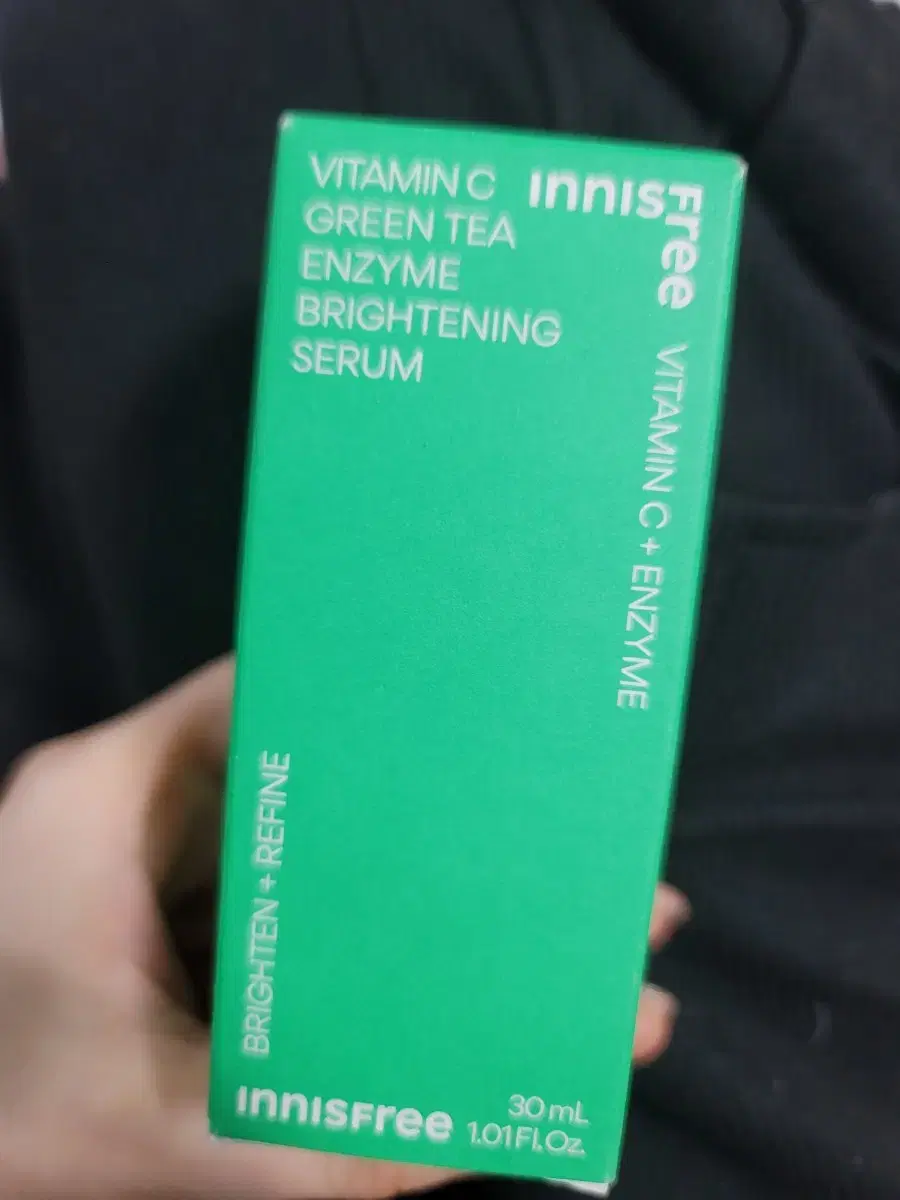 VITAMIN C
GREEN TEA
ENZYME
BRIGHTENING
SERUM
INNISFree
VITAMIN C + ENZYME
BRIGHTEN + REFINE
INNISFree
30 mL
1.01 Fl. Oz.